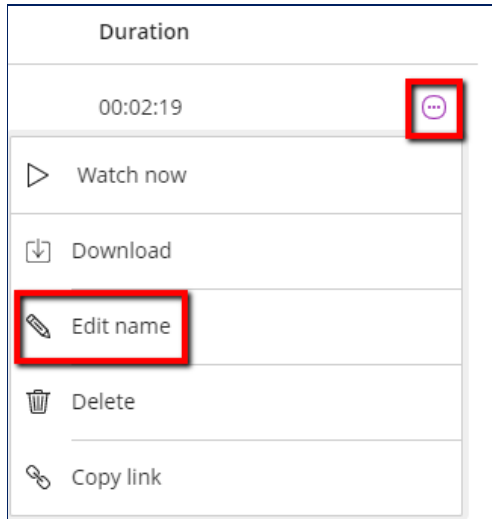 Duration
00:02:19
Watch now
Download
Edit name
Delete
Copy link